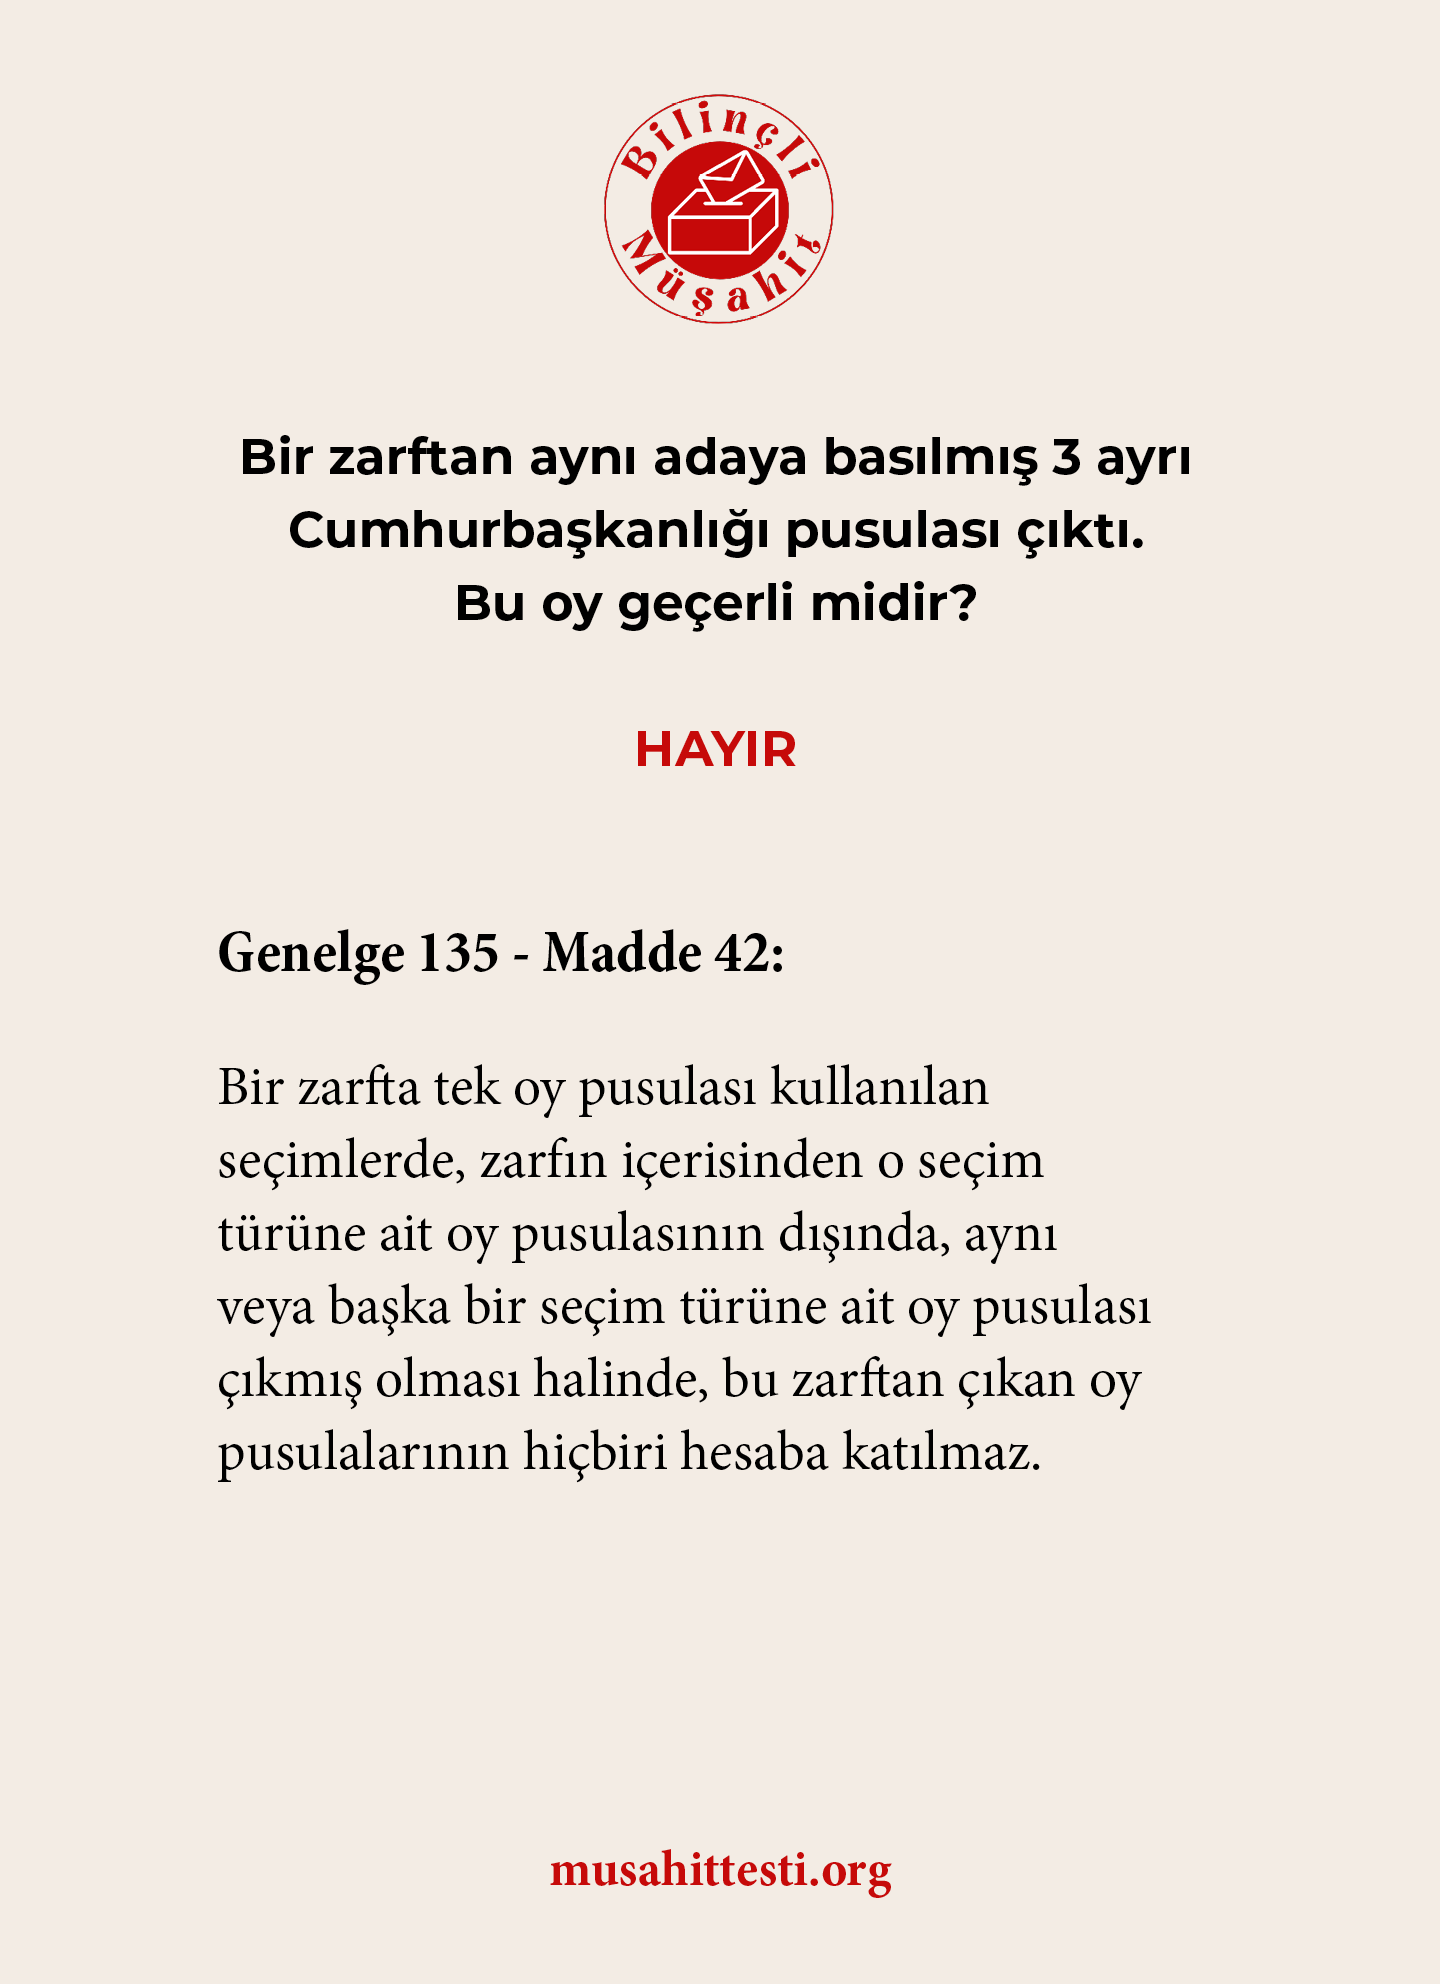 Bilinçli
Müşahit
Bir zarftan aynı adaya basılmış 3 ayrı
Cumhurbaşkanlığı pusulası çıktı.
Bu oy geçerli midir?
HAYIR
Genelge 135 - Madde 42:
Bir zarfta tek oy pusulası kullanılan
seçimlerde, zarfın içerisinden o seçim
türüne ait oy pusulasının dışında, aynı
veya başka bir seçim türüne ait oy pusulası
çıkmış olması halinde, bu zarftan çıkan oy
pusulalarının hiçbiri hesaba katılmaz.
musahittesti.org